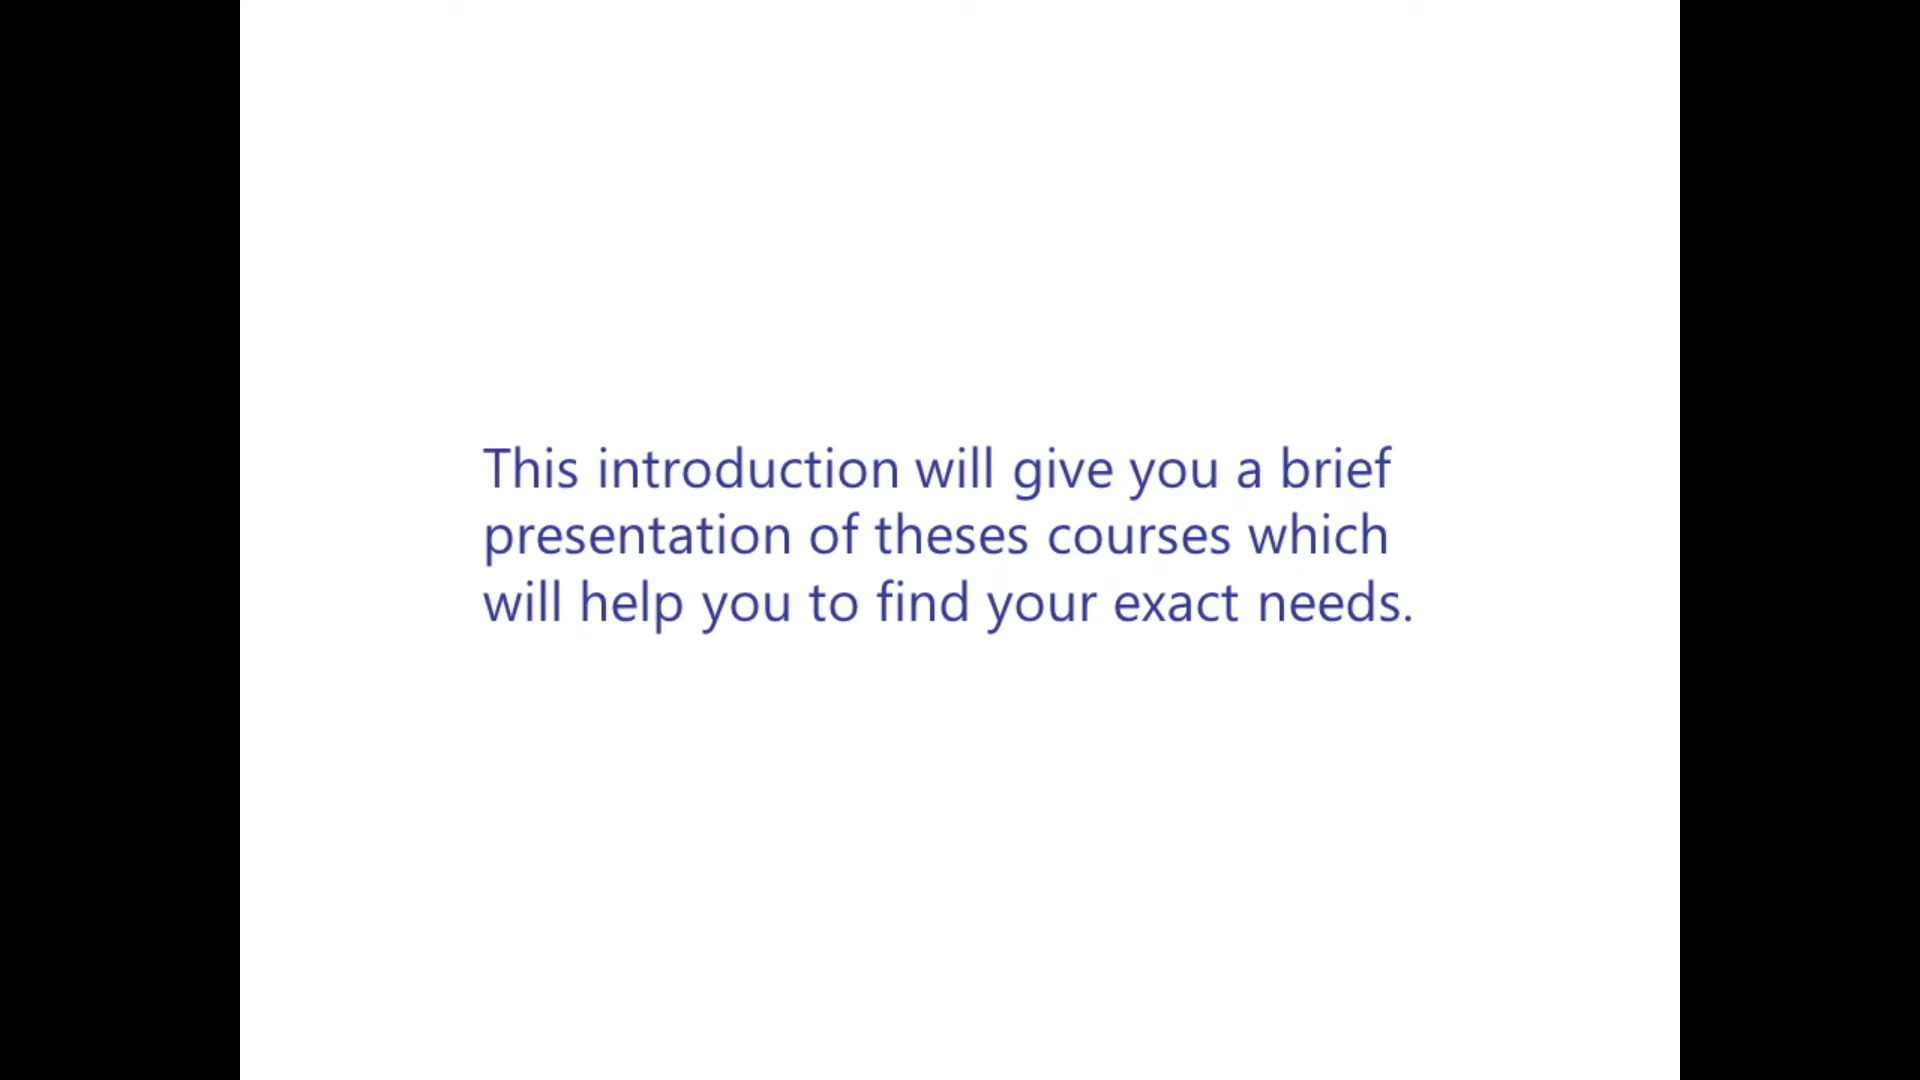 This introduction will give you a brief
presentation of theses courses which
will help you to find your exact needs.